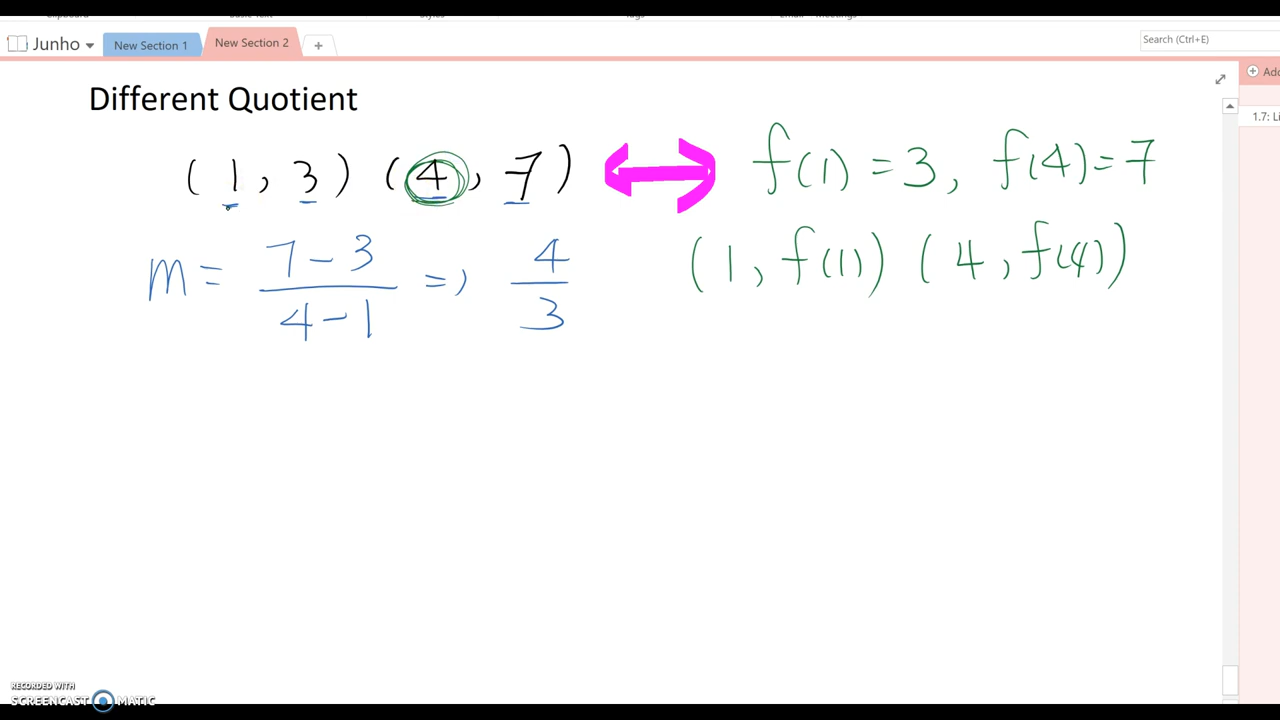 Junho
New Section 1
New Section 2
+
Search (Ctrl+E)
Add
Different Quotient
1.7: Li
(1, 3) (4, 7)
f(1) = 3, f(4) = 7
(1, f(1)) (4, f(4))
m = 7 - 3 / 4 - 1 => 4 / 3
RECORDED WITH
SCREENCAST MATIC